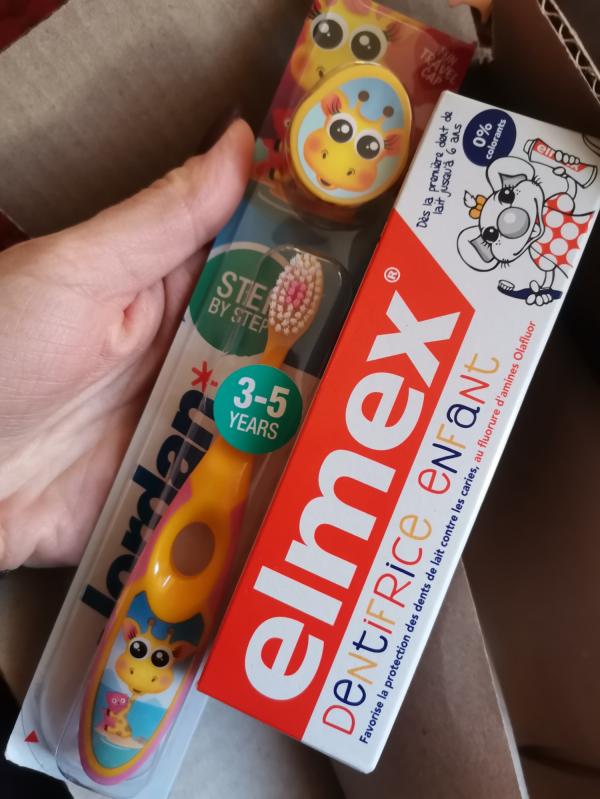 FUN
TRAVEL
CAP
STEP
BY STEP
3-5
YEARS
Jordan*
Dès la première dent de
lait jusqu'à 6 ans
0%
colorants
elmex®
DENTIFRICE ENFANT
Favorise la protection des dents de lait contre les caries, au fluorure d'amines Olafluor